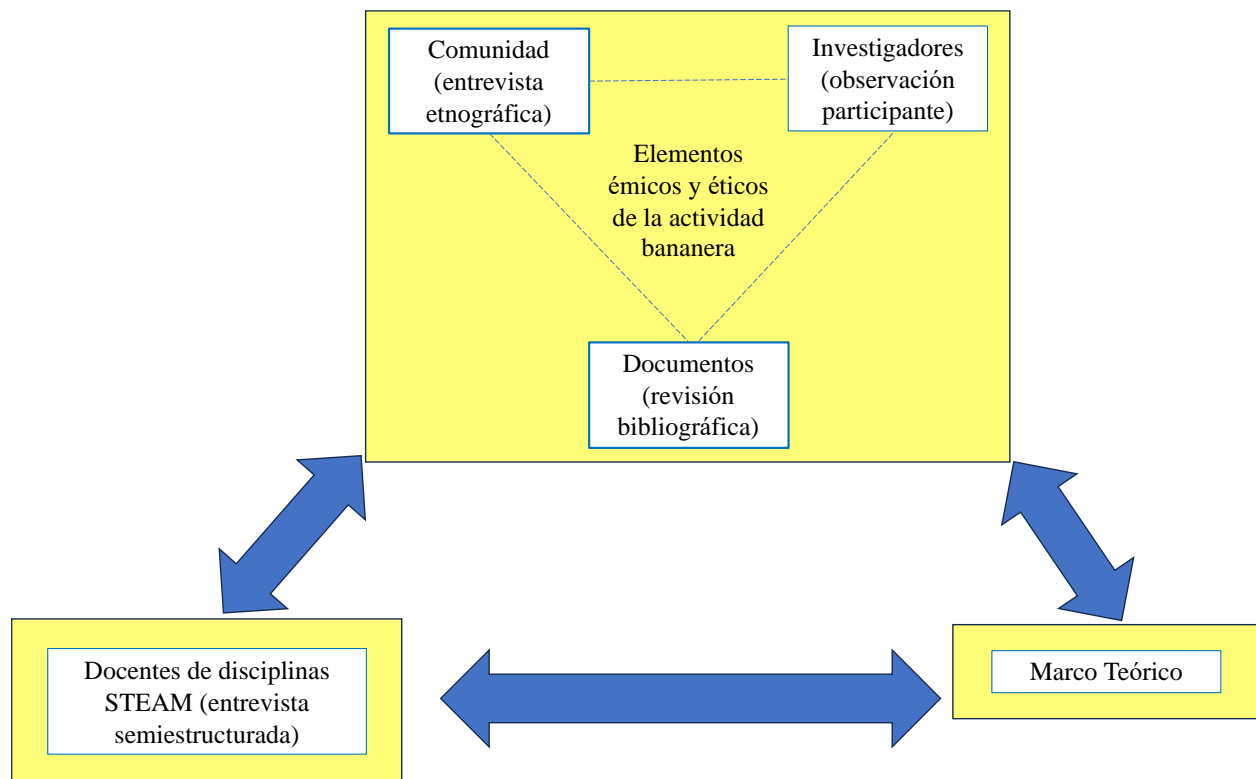 Comunidad
(entrevista
etnográfica)
Investigadores
(observación
participante)
Elementos
émicos y éticos
de la actividad
bananera
Documentos
(revisión
bibliográfica)
Docentes de disciplinas
STEAM (entrevista
semiestructurada)
Marco Teórico